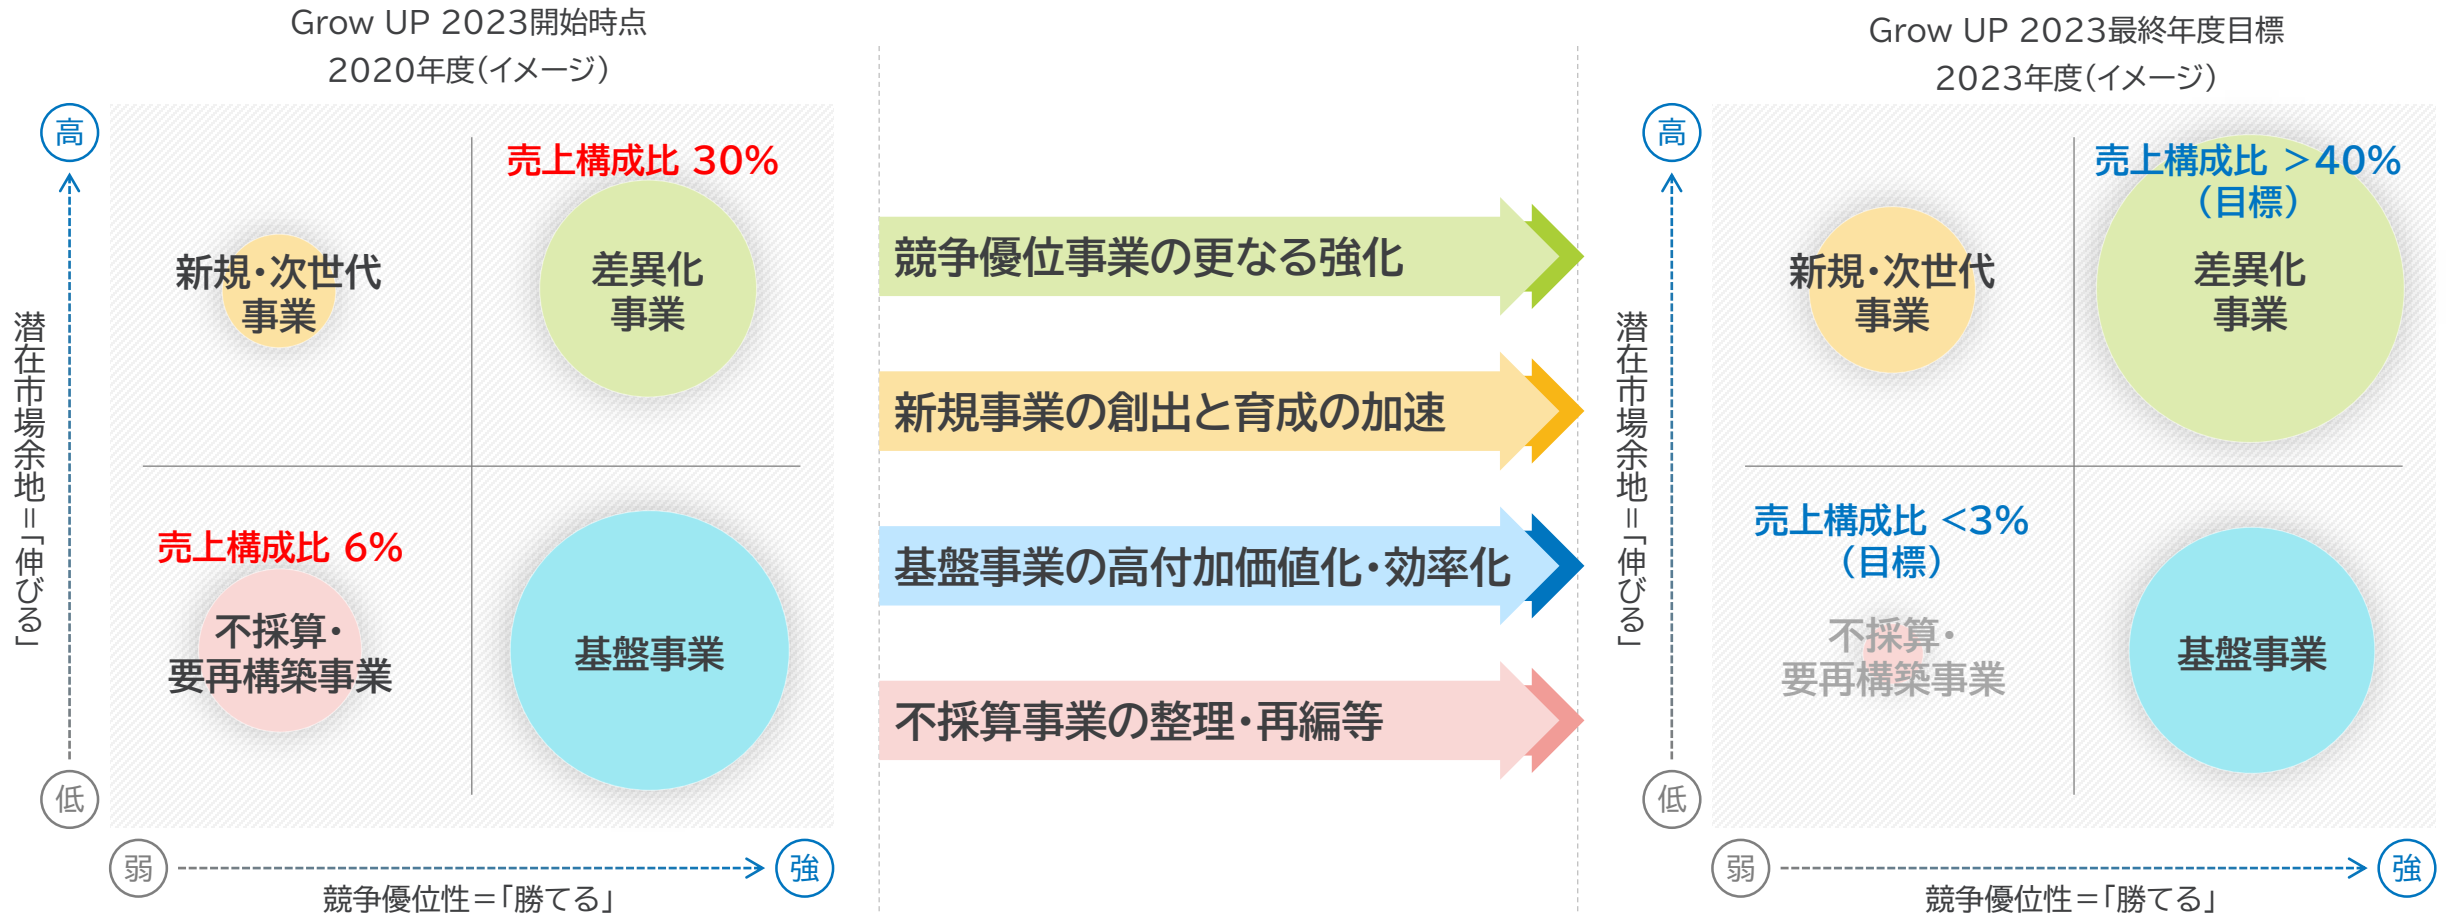 Grow UP 2023開始時点
2020年度(イメージ)
高
潜在市場余地＝「伸びる」
低
売上構成比 30%
新規・次世代
事業
差異化
事業
売上構成比 6%
不採算・
要再構築事業
基盤事業
弱
強
競争優位性＝「勝てる」
競争優位事業の更なる強化
新規事業の創出と育成の加速
基盤事業の高付加価値化・効率化
不採算事業の整理・再編等
Grow UP 2023最終年度目標
2023年度(イメージ)
高
潜在市場余地＝「伸びる」
低
売上構成比 ＞40%
(目標)
新規・次世代
事業
差異化
事業
売上構成比 ＜3%
(目標)
不採算・
要再構築事業
基盤事業
弱
強
競争優位性＝「勝てる」